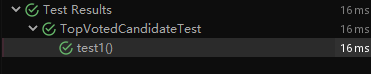 Test Results 16 ms
TopVotedCandidateTest 16 ms
test1() 16 ms